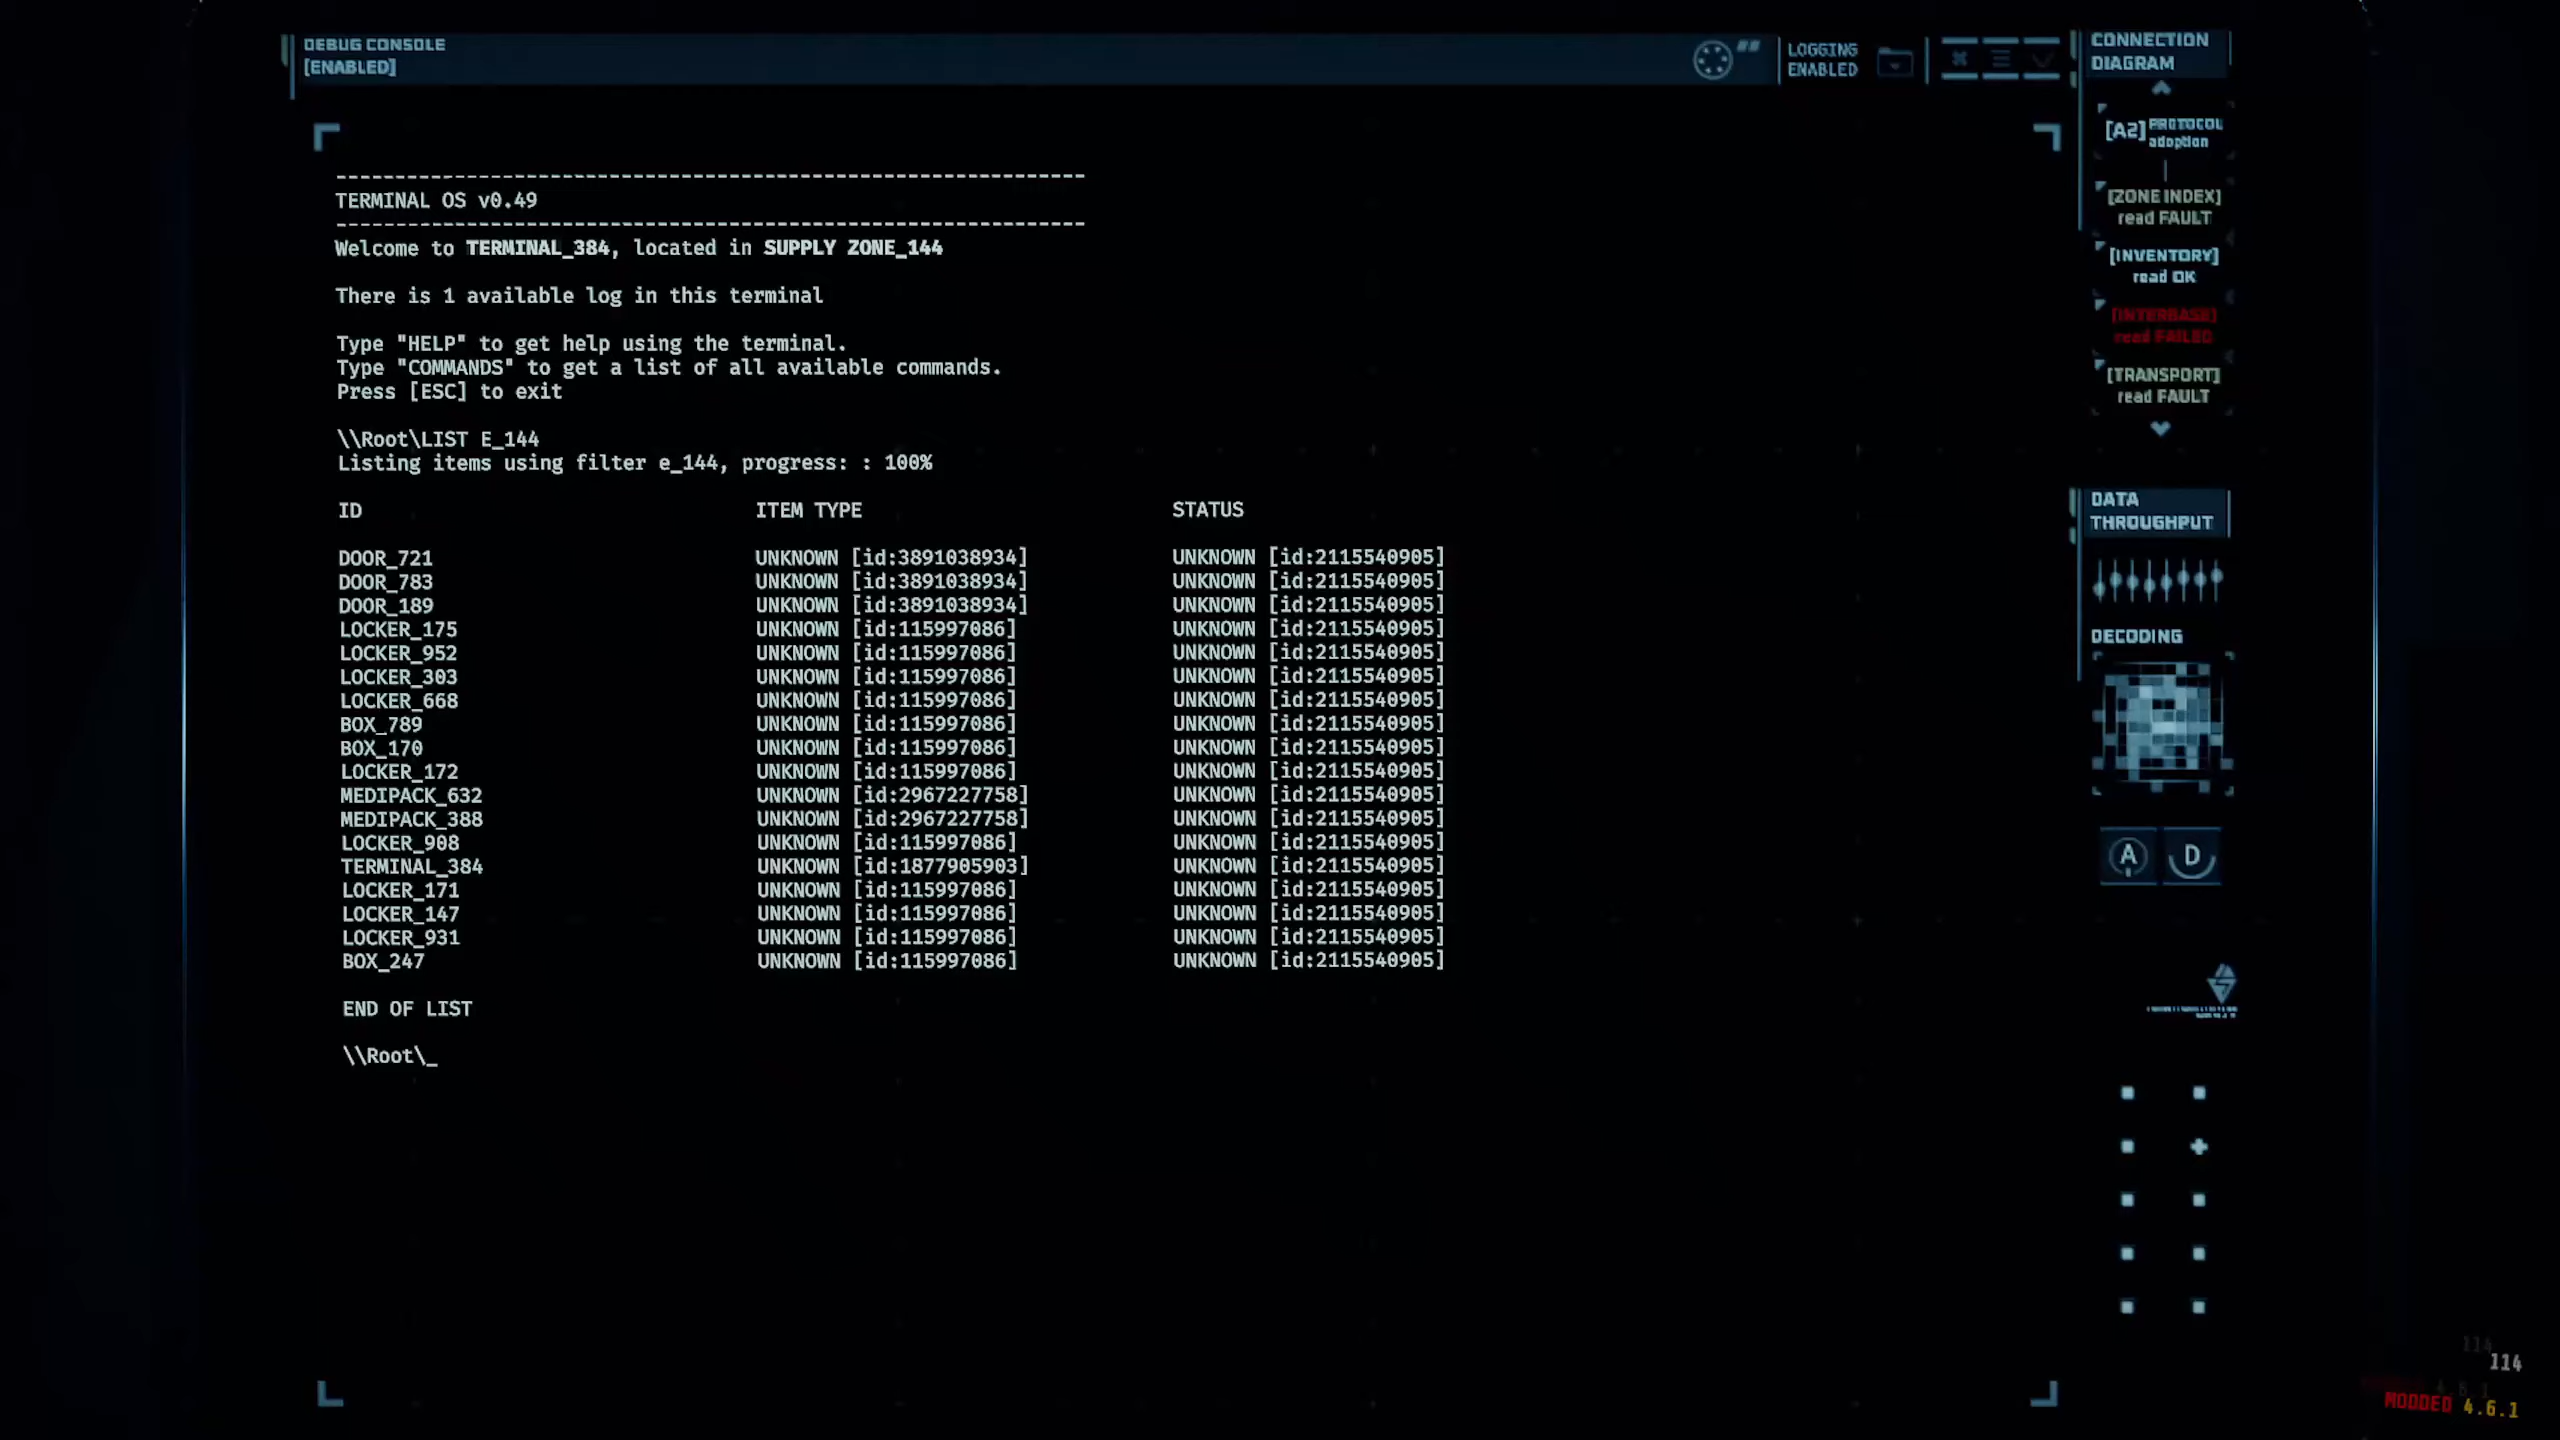 DEBUG CONSOLE
[ENABLED]
LOGGING
ENABLED
CONNECTION
DIAGRAM
[A2] PROTOCOL
adoption
[ZONE INDEX]
read FAULT
[INVENTORY]
read OK
[INTERBASE]
read FAILED
[TRANSPORT]
read FAULT
DATA
THROUGHPUT
DECODING
A D
----------------------------------------------------------------
TERMINAL OS v0.49
----------------------------------------------------------------
Welcome to TERMINAL_384, located in SUPPLY ZONE_144
There is 1 available log in this terminal
Type "HELP" to get help using the terminal.
Type "COMMANDS" to get a list of all available commands.
Press [ESC] to exit
\\Root\LIST E_144
Listing items using filter e_144, progress: : 100%
ID ITEM TYPE STATUS
DOOR_721 UNKNOWN [id:3891038934] UNKNOWN [id:2115540905]
DOOR_783 UNKNOWN [id:3891038934] UNKNOWN [id:2115540905]
DOOR_189 UNKNOWN [id:3891038934] UNKNOWN [id:2115540905]
LOCKER_175 UNKNOWN [id:115997086] UNKNOWN [id:2115540905]
LOCKER_952 UNKNOWN [id:115997086] UNKNOWN [id:2115540905]
LOCKER_303 UNKNOWN [id:115997086] UNKNOWN [id:2115540905]
LOCKER_668 UNKNOWN [id:115997086] UNKNOWN [id:2115540905]
BOX_789 UNKNOWN [id:115997086] UNKNOWN [id:2115540905]
BOX_170 UNKNOWN [id:115997086] UNKNOWN [id:2115540905]
LOCKER_172 UNKNOWN [id:115997086] UNKNOWN [id:2115540905]
MEDIPACK_632 UNKNOWN [id:2967227758] UNKNOWN [id:2115540905]
MEDIPACK_388 UNKNOWN [id:2967227758] UNKNOWN [id:2115540905]
LOCKER_908 UNKNOWN [id:115997086] UNKNOWN [id:2115540905]
TERMINAL_384 UNKNOWN [id:1877905903] UNKNOWN [id:2115540905]
LOCKER_171 UNKNOWN [id:115997086] UNKNOWN [id:2115540905]
LOCKER_147 UNKNOWN [id:115997086] UNKNOWN [id:2115540905]
LOCKER_931 UNKNOWN [id:115997086] UNKNOWN [id:2115540905]
BOX_247 UNKNOWN [id:115997086] UNKNOWN [id:2115540905]
END OF LIST
\\Root\_
114
MODDED 4.6.1